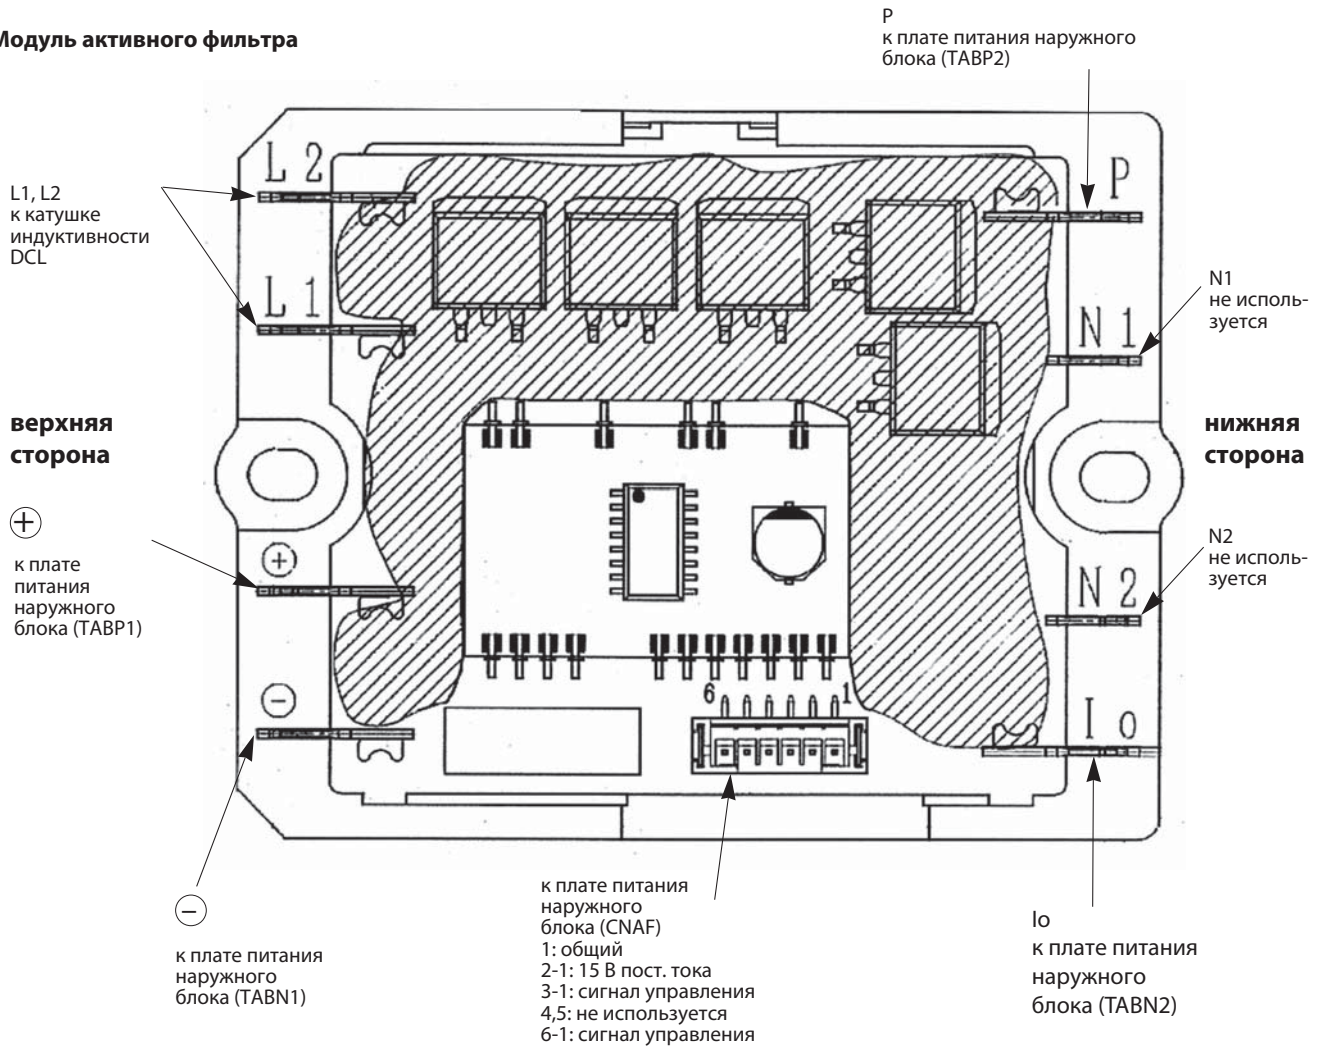 Модуль активного фильтра
P
к плате питания наружного
блока (TABP2)
L 2
P
L1, L2
к катушке
индуктивности
DCL
L 1
N 1
N1
не исполь-
зуется
верхняя
сторона
нижняя
сторона
+
к плате
питания
наружного
блока (TABP1)
+
N 2
N2
не исполь-
зуется
−
6
1
I o
−
к плате питания
наружного
блока (TABN1)
к плате питания
наружного
блока (CNAF)
1: общий
2-1: 15 В пост. тока
3-1: сигнал управления
4,5: не используется
6-1: сигнал управления
Io
к плате питания
наружного
блока (TABN2)